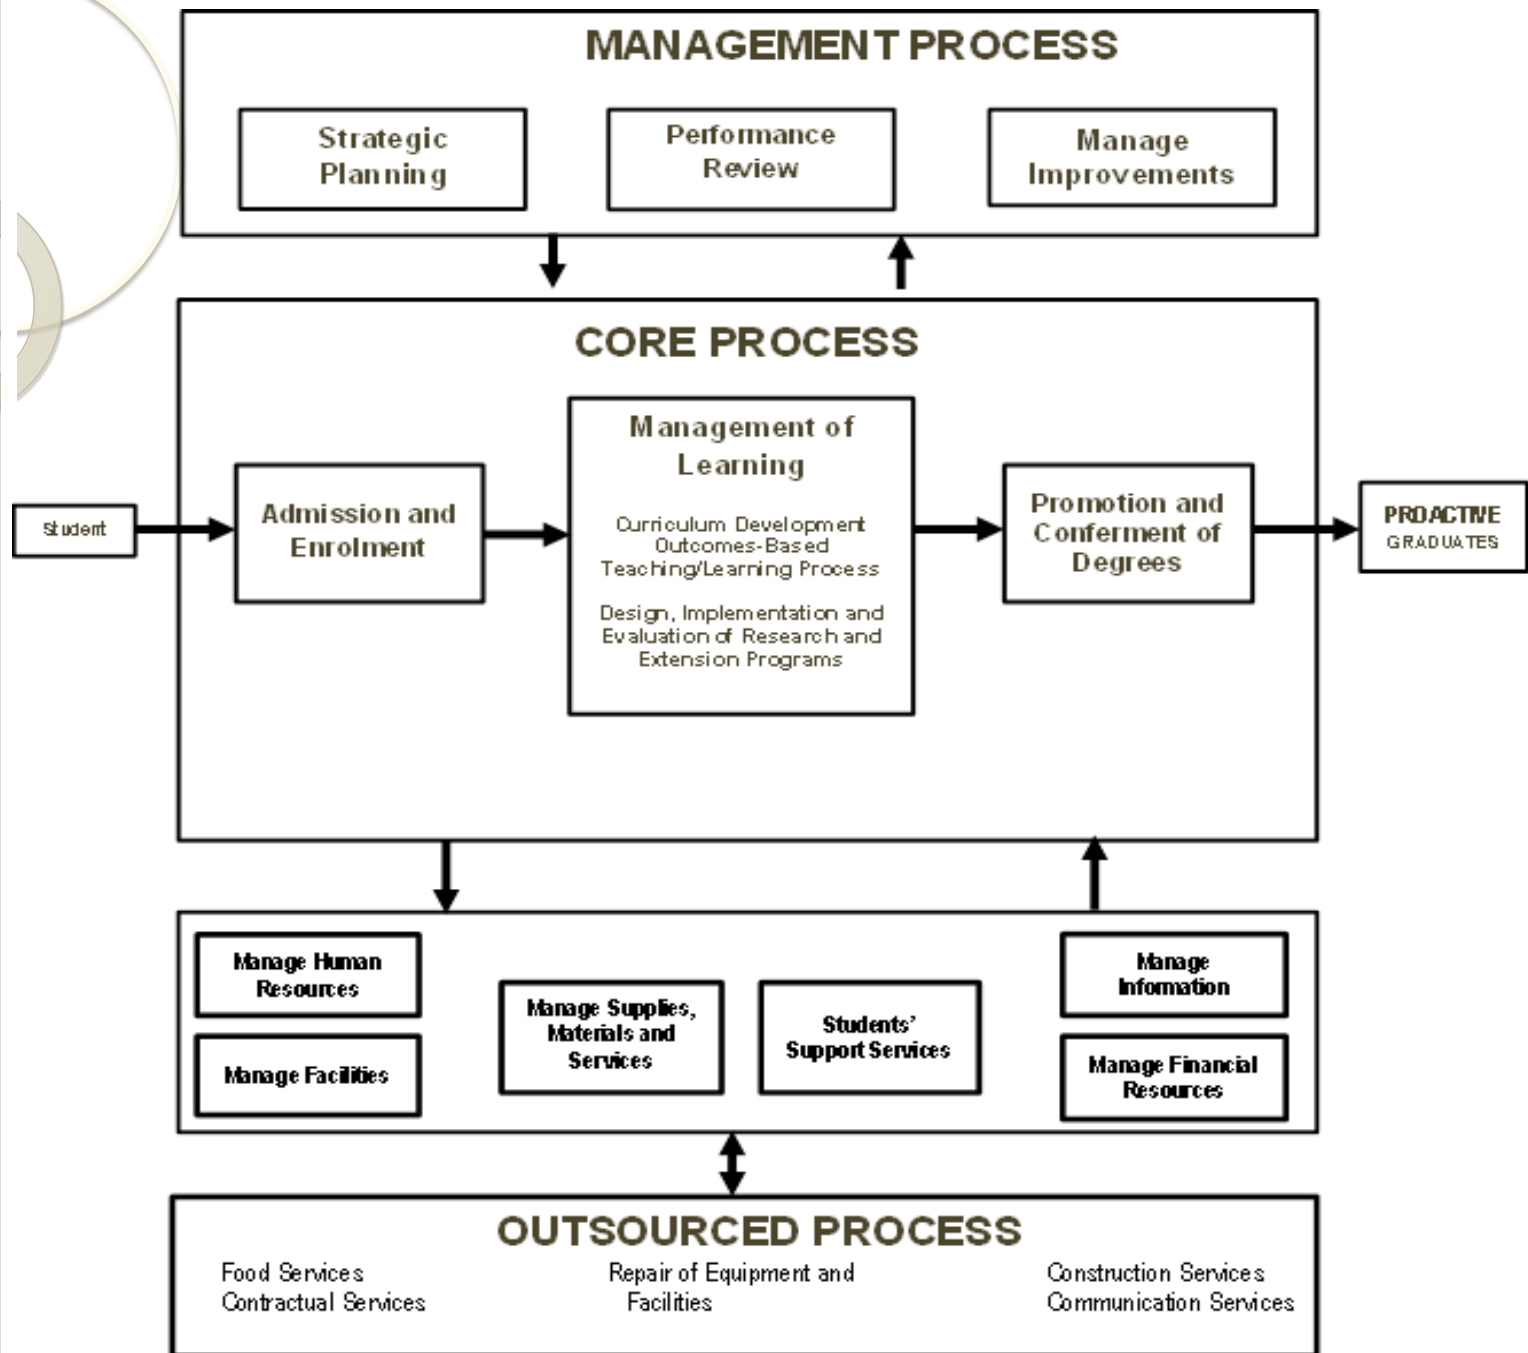 MANAGEMENT PROCESS
Strategic
Planning
Performance
Review
Manage
Improvements
CORE PROCESS
Student
Admission and
Enrolment
Management of
Learning
Curriculum Development
Outcomes-Based
Teaching/Learning Process
Design, Implementation and
Evaluation of Research and
Extension Programs
Promotion and
Conferment of
Degrees
PROACTIVE
GRADUATES
Manage Human
Resources
Manage Facilities
Manage Supplies,
Materials and
Services
Students’
Support Services
Manage
Information
Manage Financial
Resources
OUTSOURCED PROCESS
Food Services
Contractual Services
Repair of Equipment and
Facilities
Construction Services
Communication Services